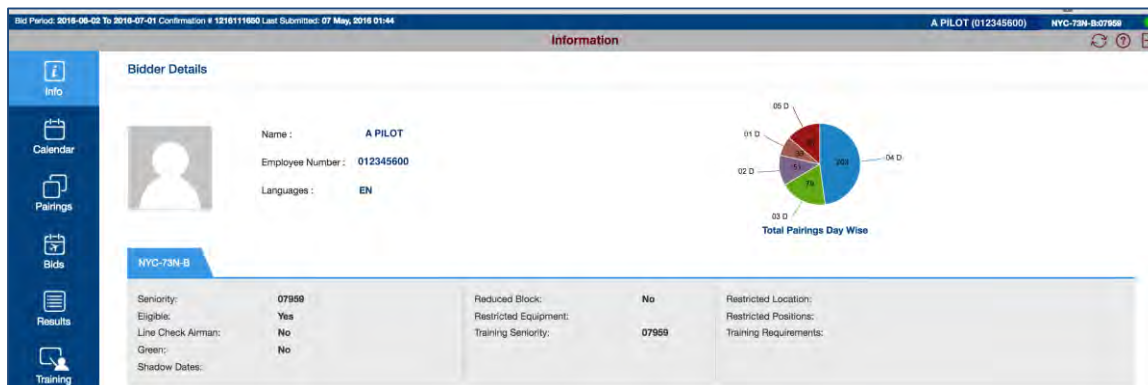 Bid Period: 2016-06-02 To 2016-07-01 Confirmation # 1216111650 Last Submitted: 07 May, 2016 01:44
A PILOT (012345600) NYC-73N-B:07959
Information
Info
Calendar
Pairings
Bids
Results
Training
Bidder Details
Name : A PILOT
Employee Number : 012345600
Languages : EN
05 D
01 D
02 D
03 D
04 D
203
Total Pairings Day Wise
NYC-73N-B
Seniority: 07959
Eligible: Yes
Line Check Airman: No
Green: No
Shadow Dates:
Reduced Block: No
Restricted Equipment:
Training Seniority: 07959
Restricted Location:
Restricted Positions:
Training Requirements: